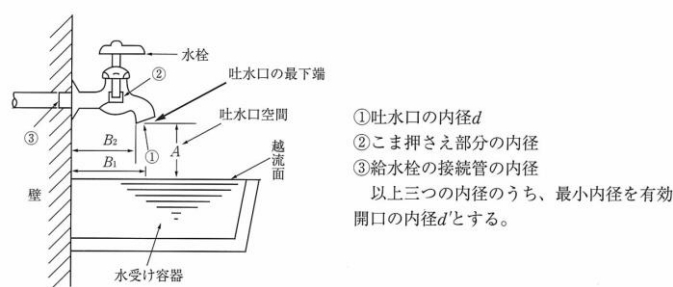 水栓
②
吐水口の最下端
吐水口空間
③
B₂
①
A
越流面
B₁
壁
水受け容器
①吐水口の内径d
②こま押さえ部分の内径
③給水栓の接続管の内径
以上三つの内径のうち、最小内径を有効
開口の内径d'とする。